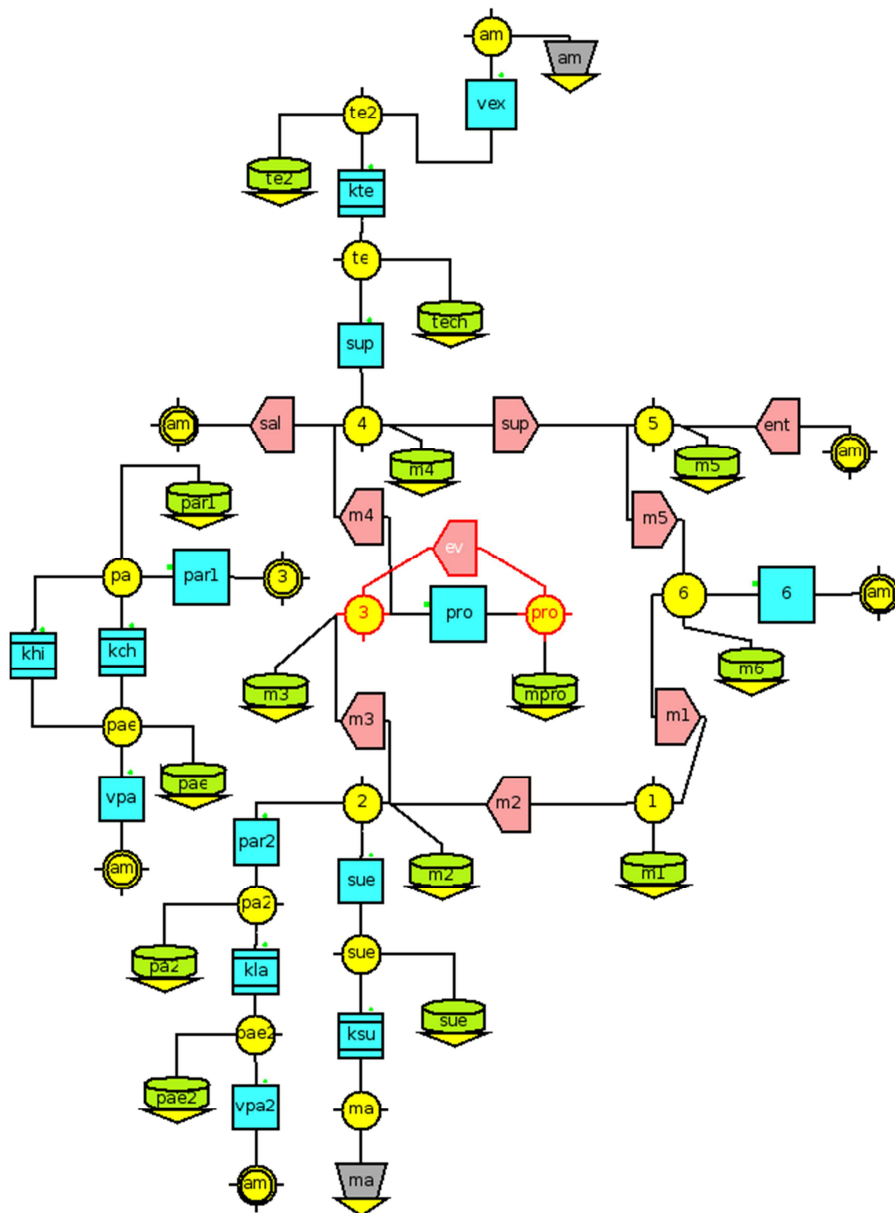 am
am
vex
te2
te2
kte
te
tech
sup
am
sal
4
sup
5
ent
am
m4
m5
par1
m4
m5
ev
pa
par1
3
3
pro
pro
6
6
am
khi
kch
m3
mpro
m6
m3
m1
pae
pae
vpa
2
m2
1
par2
am
sue
m2
m1
pa2
pa2
sue
kla
sue
pae2
ksu
pae2
vpa2
ma
am
ma